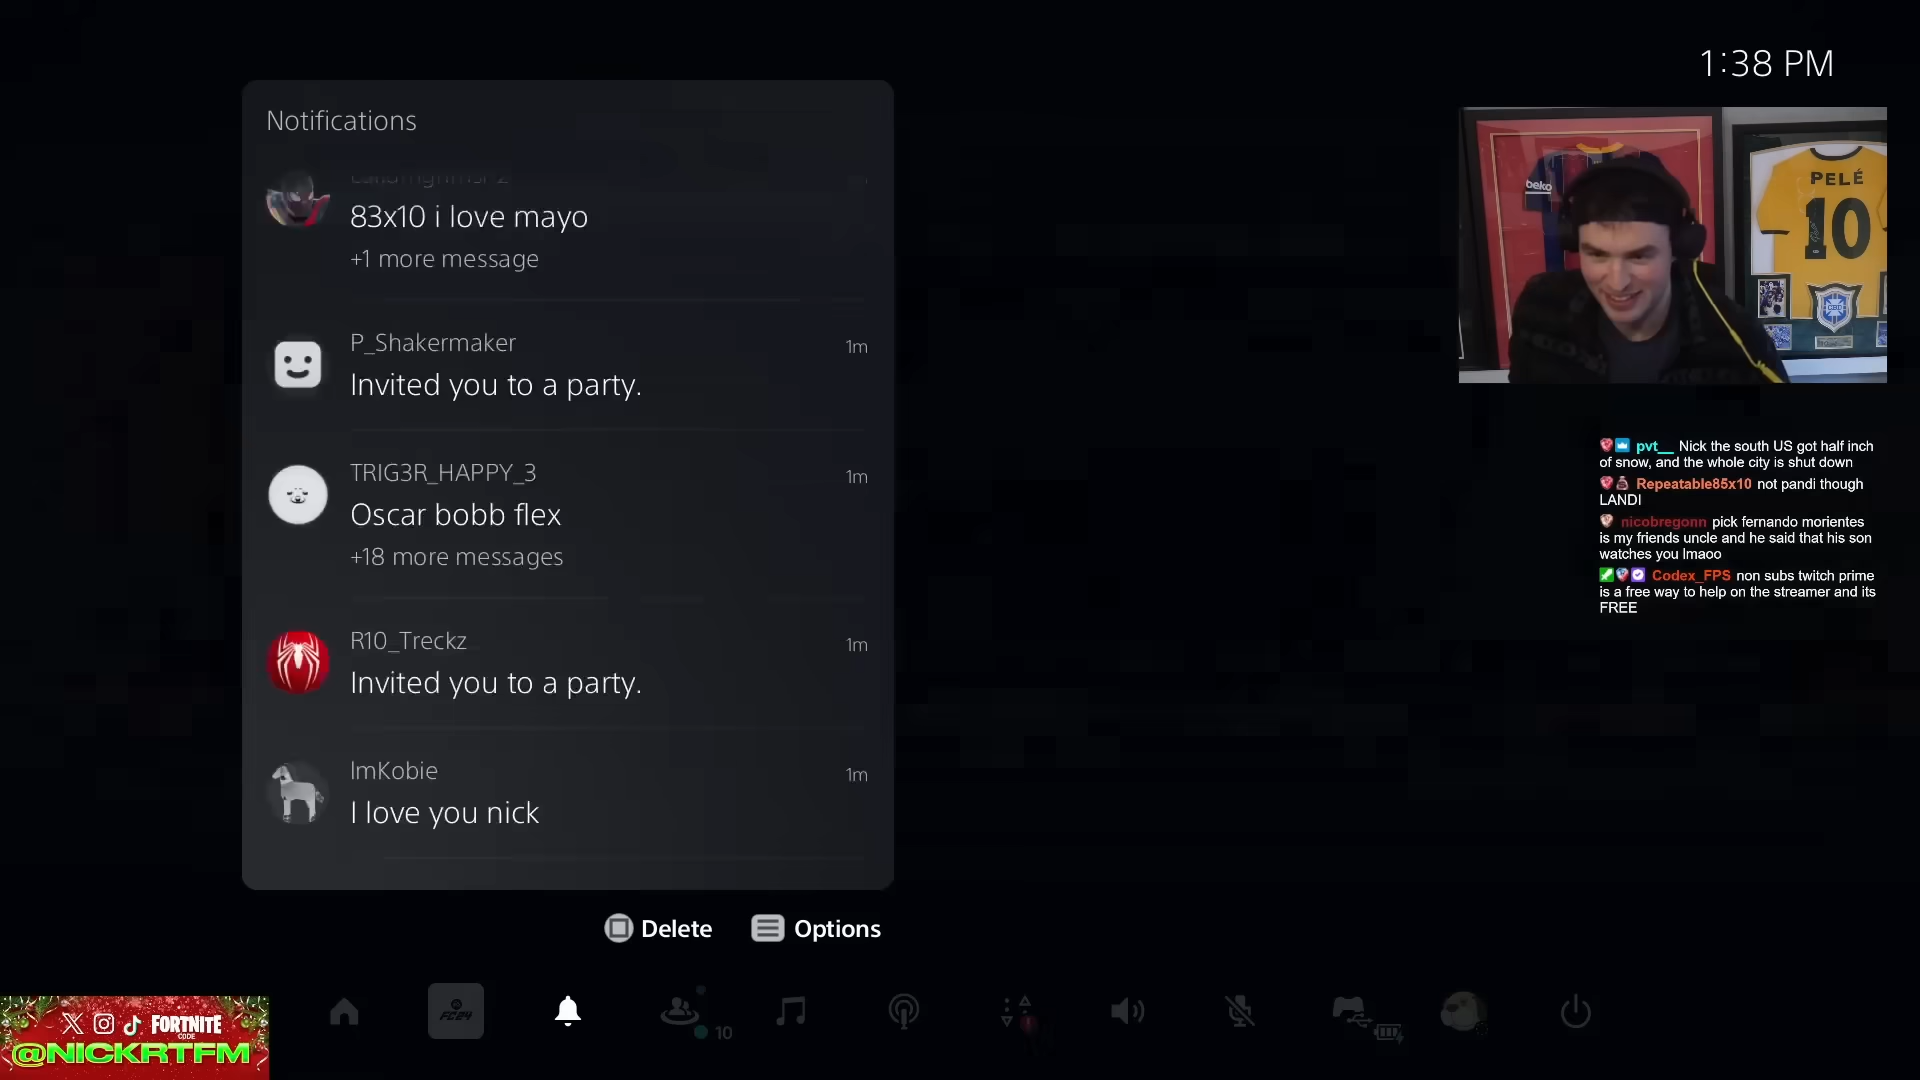 1:38 PM
Notifications
83x10 i love mayo
+1 more message
P_Shakermaker
1m
Invited you to a party.
TRIG3R_HAPPY_3
1m
Oscar bobb flex
+18 more messages
R10_Treckz
1m
Invited you to a party.
ImKobie
1m
I love you nick
Delete
Options
beko
PELÉ
10
pvt__ Nick the south US got half inch
of snow, and the whole city is shut down
Repeatable85x10 not pandi though
LANDI
nicobregonn pick fernando morientes
is my friends uncle and he said that his son
watches you lmaoo
Codex_FPS non subs twitch prime
is a free way to help on the streamer and its
FREE
FC24
10
FORTNITE
CODE
@NICKRTFM